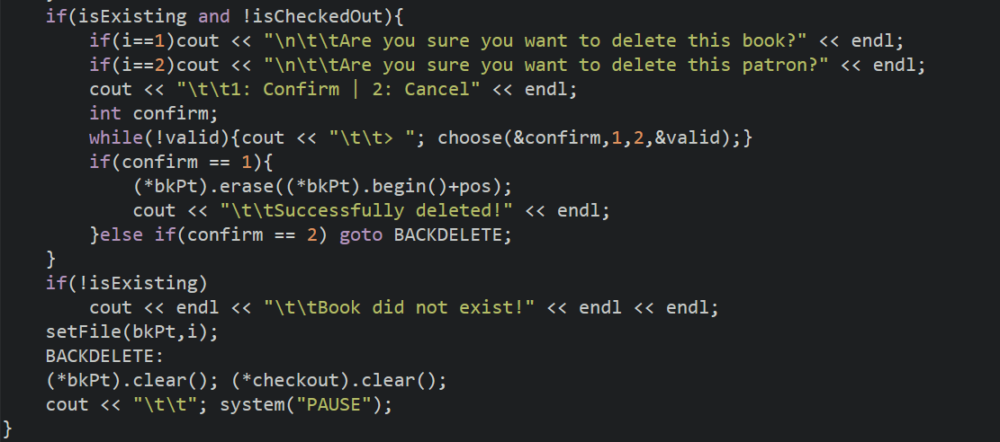 if(isExisting and !isCheckedOut){
if(i==1)cout << "\n\t\tAre you sure you want to delete this book?" << endl;
if(i==2)cout << "\n\t\tAre you sure you want to delete this patron?" << endl;
cout << "\t\t1: Confirm | 2: Cancel" << endl;
int confirm;
while(!valid){cout << "\t\t> "; choose(&confirm,1,2,&valid);}
if(confirm == 1){
(*bkPt).erase((*bkPt).begin()+pos);
cout << "\t\tSuccessfully deleted!" << endl;
}else if(confirm == 2) goto BACKDELETE;
}
if(!isExisting)
cout << endl << "\t\tBook did not exist!" << endl << endl;
setFile(bkPt,i);
BACKDELETE:
(*bkPt).clear(); (*checkout).clear();
cout << "\t\t"; system("PAUSE");
}